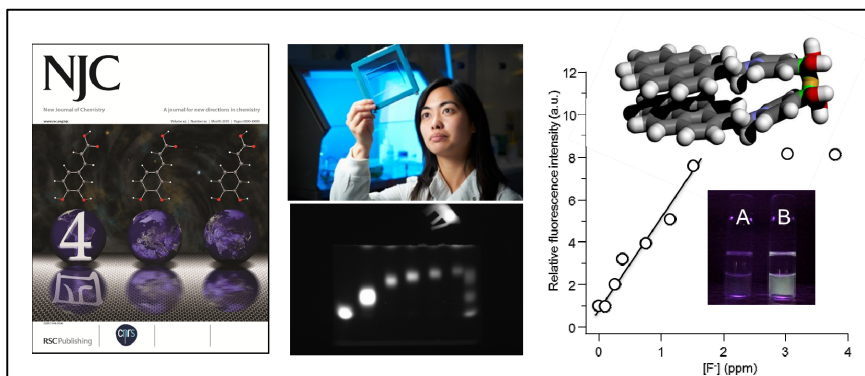 NJC
New Journal of Chemistry
A journal for new directions in chemistry
4
RSC Publishing
cnrs
Relative fluorescence intensity (a.u.)
12
10
8
6
4
2
0
A
B
0
1
2
3
4
[F⁻] (ppm)